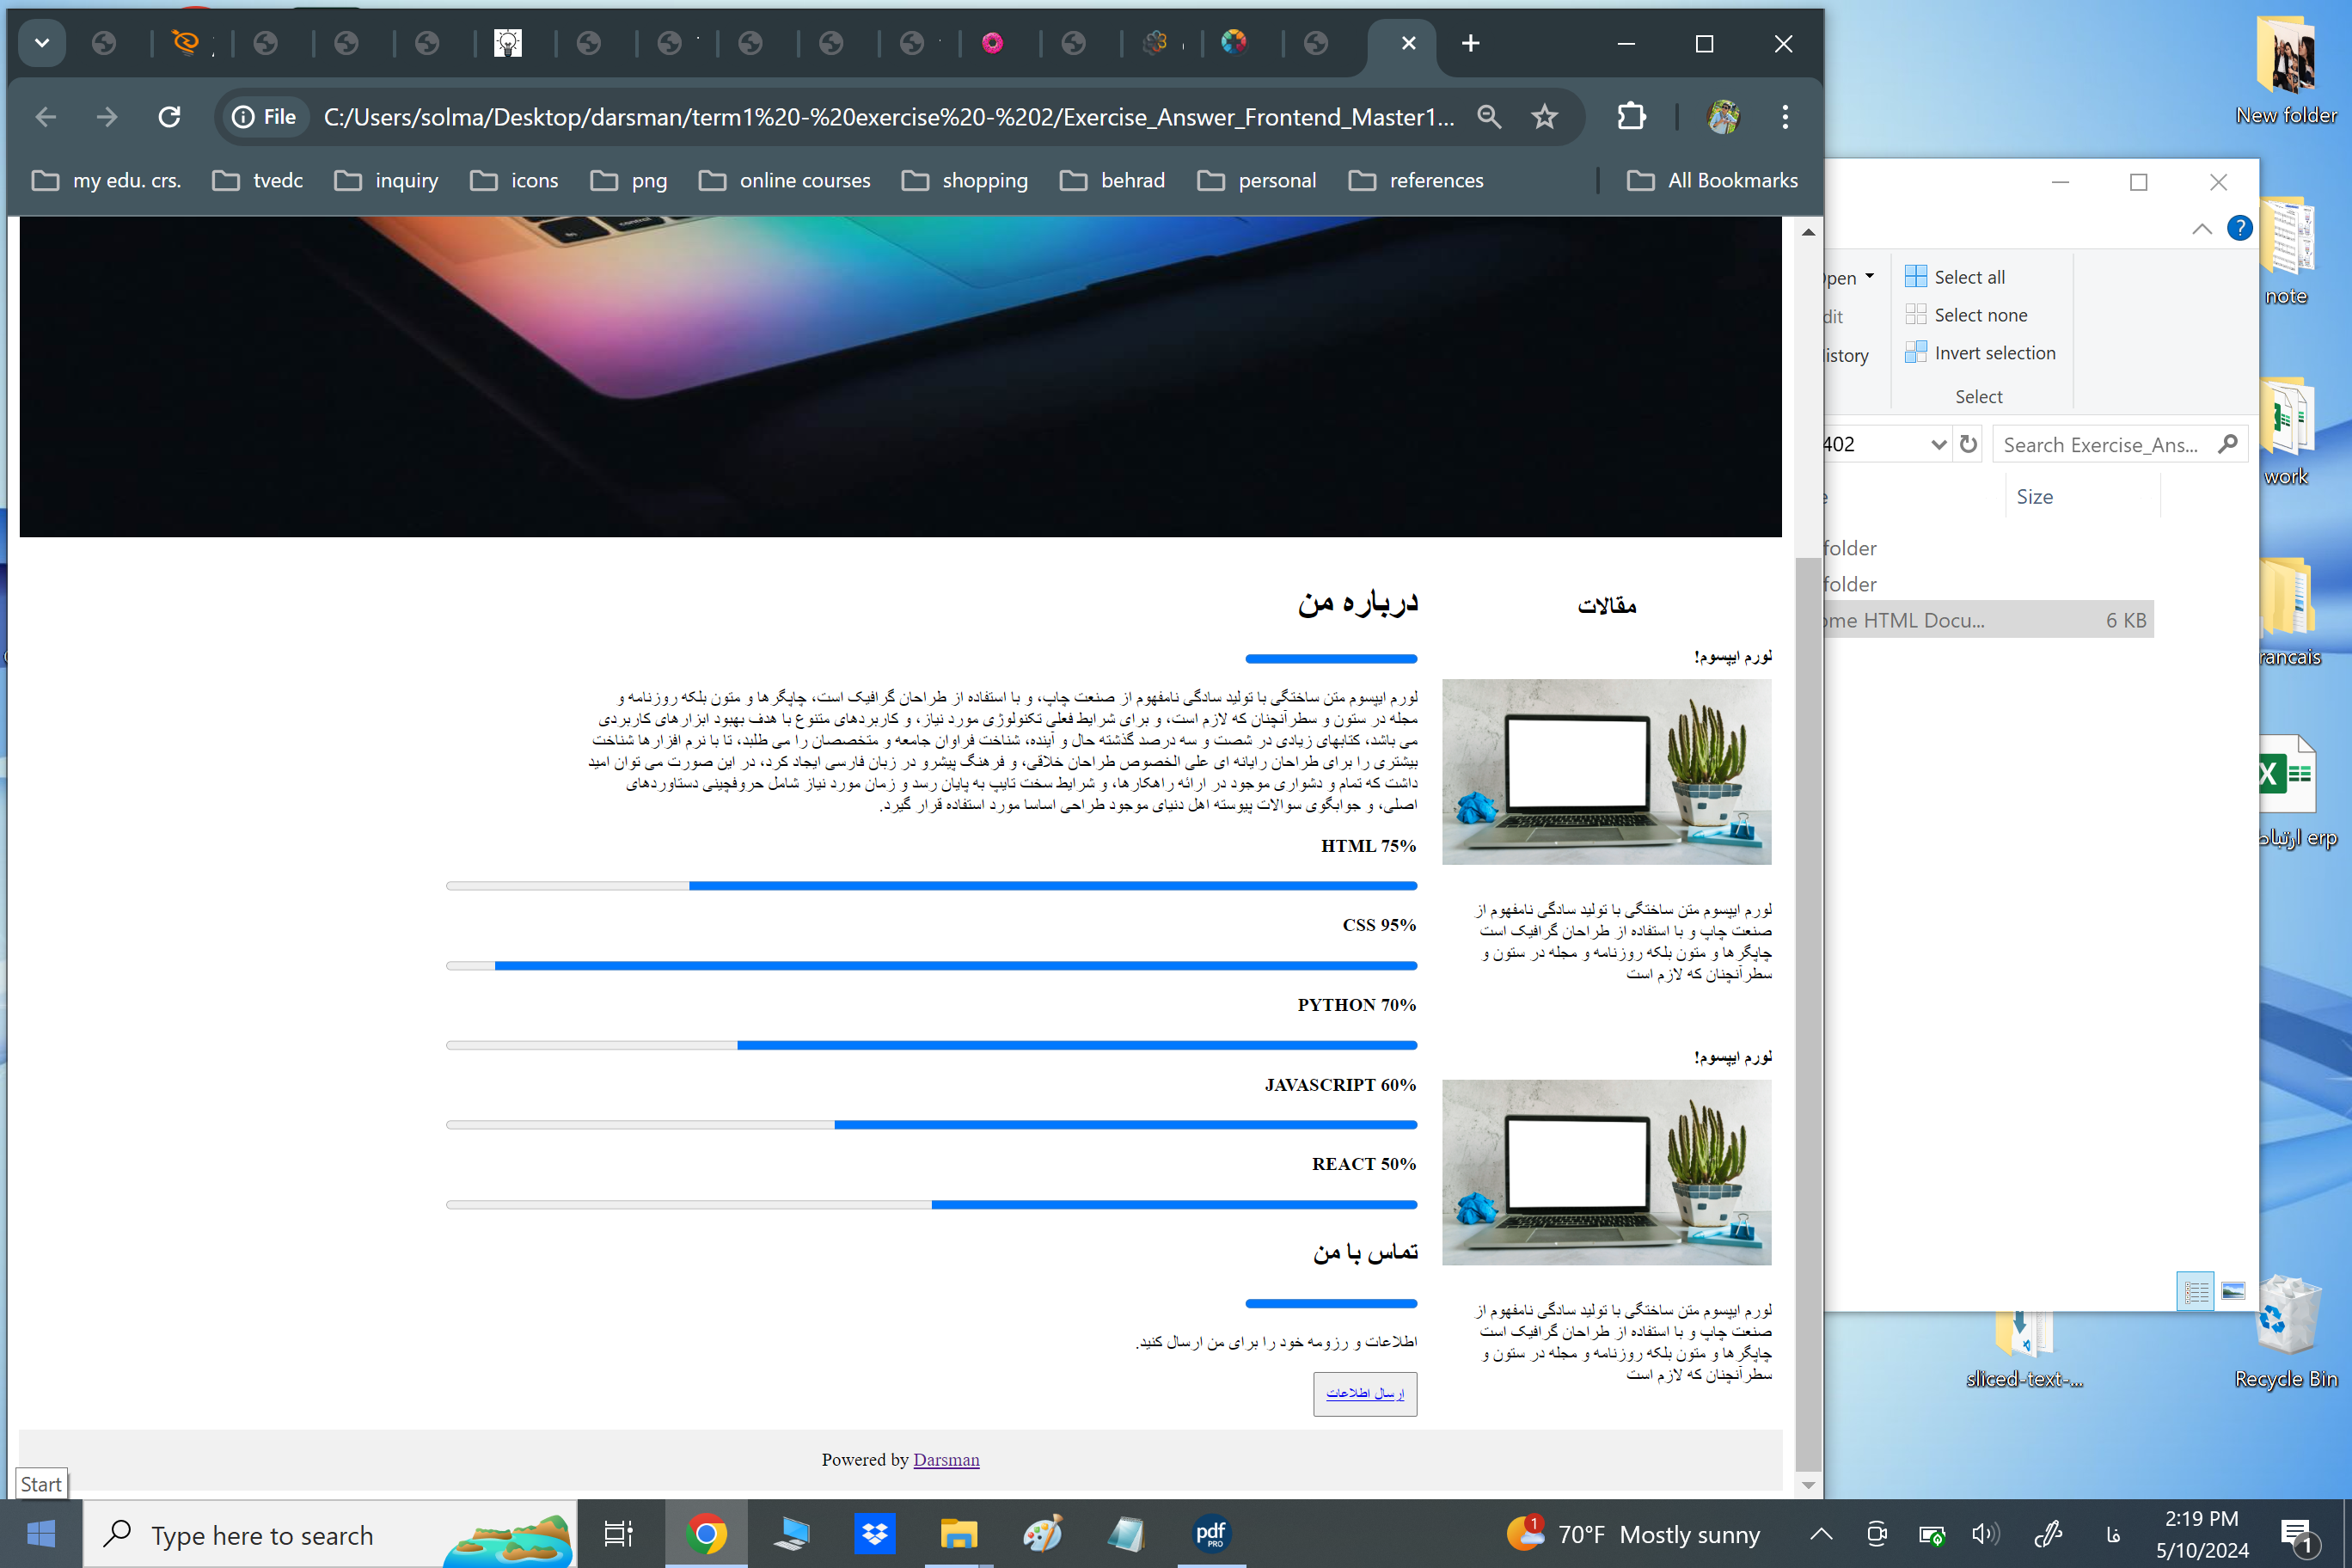 File
C:/Users/solma/Desktop/darsman/term1%20-%20exercise%20-%202/Exercise_Answer_Frontend_Master1...
my edu. crs.
tvedc
inquiry
icons
png
online courses
shopping
behrad
personal
references
All Bookmarks
control
مقالات
لورم ایپسوم!
لورم ایپسوم متن ساختگی با تولید سادگی نامفهوم از
صنعت چاپ و با استفاده از طراحان گرافیک است
چاپگرها و متون بلکه روزنامه و مجله در ستون و
سطرآنچنان که لازم است
لورم ایپسوم!
لورم ایپسوم متن ساختگی با تولید سادگی نامفهوم از
صنعت چاپ و با استفاده از طراحان گرافیک است
چاپگرها و متون بلکه روزنامه و مجله در ستون و
سطرآنچنان که لازم است
درباره من
لورم ایپسوم متن ساختگی با تولید سادگی نامفهوم از صنعت چاپ، و با استفاده از طراحان گرافیک است، چاپگرها و متون بلکه روزنامه و
مجله در ستون و سطرآنچنان که لازم است، و برای شرایط فعلی تکنولوژی مورد نیاز، و کاربردهای متنوع با هدف بهبود ابزارهای کاربردی
می باشد، کتابهای زیادی در شصت و سه درصد گذشته حال و آینده، شناخت فراوان جامعه و متخصصان را می طلبد، تا با نرم افزارها شناخت
بیشتری را برای طراحان رایانه ای علی الخصوص طراحان خلاقی، و فرهنگ پیشرو در زبان فارسی ایجاد کرد، در این صورت می توان امید
داشت که تمام و دشواری موجود در ارائه راهکارها، و شرایط سخت تایپ به پایان رسد و زمان مورد نیاز شامل حروفچینی دستاوردهای
اصلی، و جوابگوی سوالات پیوسته اهل دنیای موجود طراحی اساسا مورد استفاده قرار گیرد.
HTML 75%
CSS 95%
PYTHON 70%
JAVASCRIPT 60%
REACT 50%
تماس با من
اطلاعات و رزومه خود را برای من ارسال کنید.
ارسال اطلاعات
Powered by Darsman
Select all
Select none
Invert selection
Select
402
Search Exercise_Ans...
Size
folder
folder
HTML Docu...
6 KB
New folder
note
work
erp
sliced-text-...
Recycle Bin
Start
Type here to search
pdf
PRO
1
70°F Mostly sunny
فا
2:19 PM
5/10/2024
1